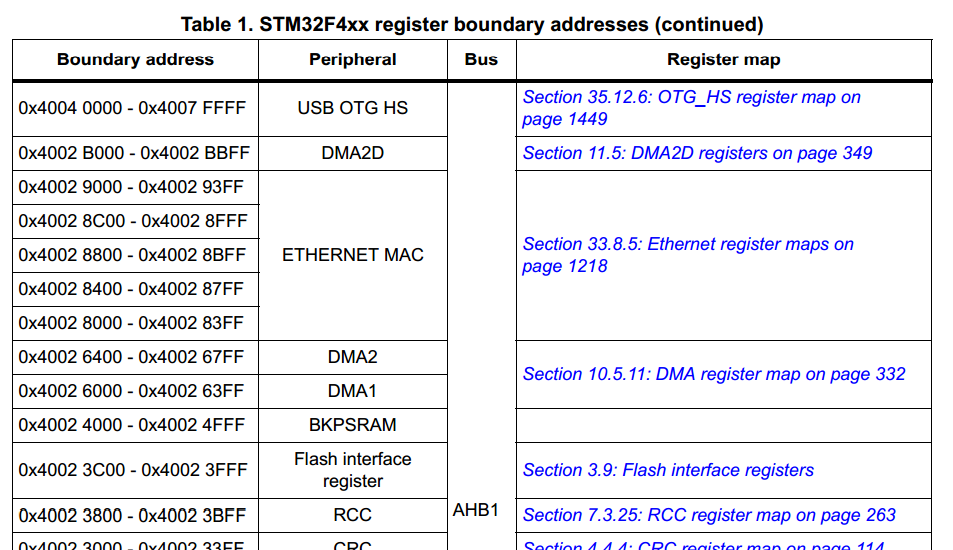 Table 1. STM32F4xx register boundary addresses (continued)
Boundary address Peripheral Bus Register map
0x4004 0000 - 0x4007 FFFF USB OTG HS Section 35.12.6: OTG_HS register map on
page 1449
0x4002 B000 - 0x4002 BBFF DMA2D Section 11.5: DMA2D registers on page 349
0x4002 9000 - 0x4002 93FF
0x4002 8C00 - 0x4002 8FFF
0x4002 8800 - 0x4002 8BFF ETHERNET MAC Section 33.8.5: Ethernet register maps on
page 1218
0x4002 8400 - 0x4002 87FF
0x4002 8000 - 0x4002 83FF
0x4002 6400 - 0x4002 67FF DMA2
Section 10.5.11: DMA register map on page 332
0x4002 6000 - 0x4002 63FF DMA1
0x4002 4000 - 0x4002 4FFF BKPSRAM
0x4002 3C00 - 0x4002 3FFF Flash interface
register Section 3.9: Flash interface registers
AHB1
0x4002 3800 - 0x4002 3BFF RCC Section 7.3.25: RCC register map on page 263
0x4002 3000 - 0x4002 33FF CRC Section 4.4.4: CRC register map on page 114